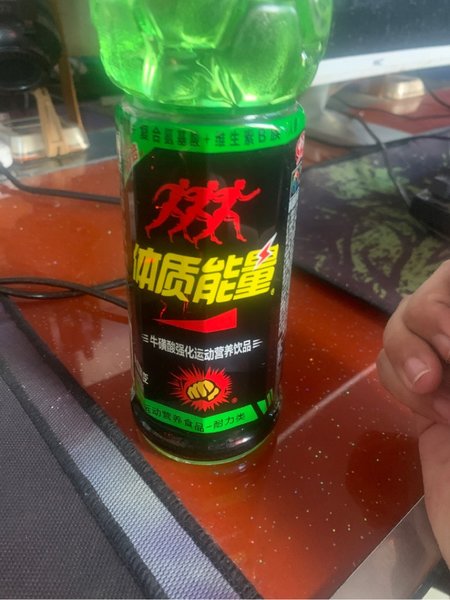 复合氨基酸+维生素B族
体质能量
牛磺酸强化运动营养饮品
运动营养食品-耐力类